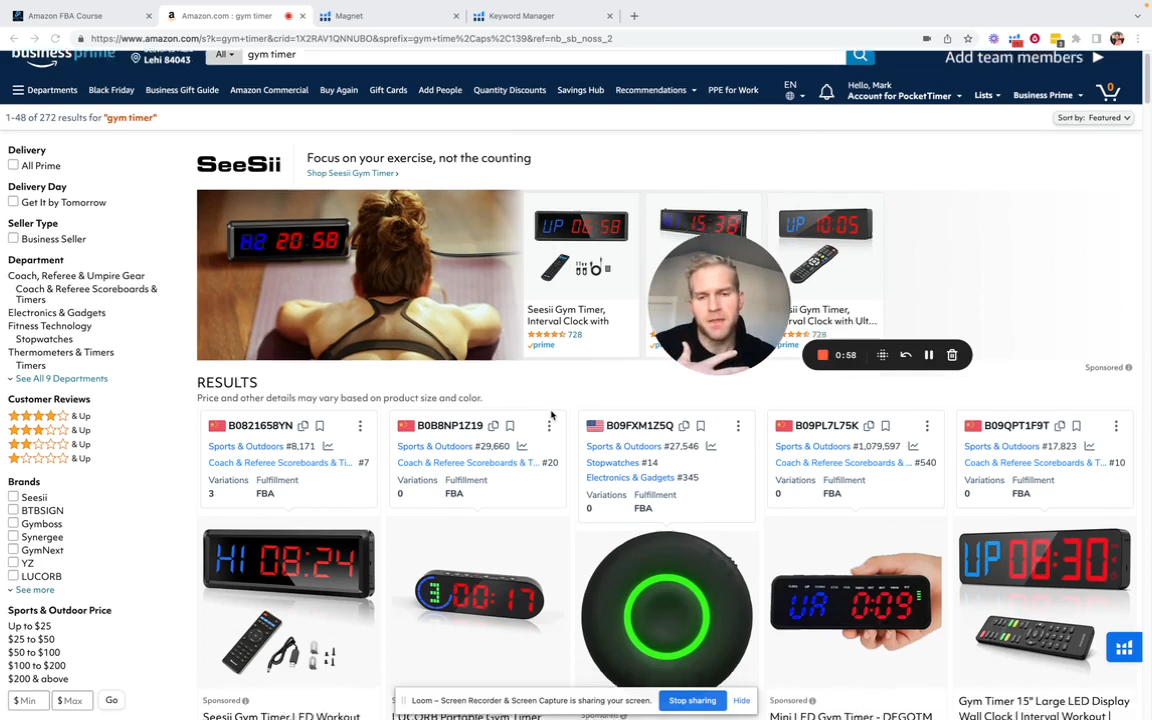 Amazon FBA Course
Amazon.com : gym timer
Magnet
Keyword Manager
https://www.amazon.com/s?k=gym+timer&crid=1X2RAV1QNNUBO&sprefix=gym+time%2Caps%2C139&ref=nb_sb_noss_2
business prime
Lehi 84043
All
gym timer
Add team members
Departments
Black Friday
Business Gift Guide
Amazon Commercial
Buy Again
Gift Cards
Add People
Quantity Discounts
Savings Hub
Recommendations
PPE for Work
EN
Hello, Mark
Account for PocketTimer
Lists
Business Prime
0
1-48 of 272 results for "gym timer"
Sort by: Featured
Delivery
All Prime
Delivery Day
Get It by Tomorrow
Seller Type
Business Seller
Department
Coach, Referee & Umpire Gear
Coach & Referee Scoreboards &
Timers
Electronics & Gadgets
Fitness Technology
Stopwatches
Thermometers & Timers
Timers
See All 9 Departments
Customer Reviews
& Up
& Up
& Up
& Up
Brands
Seesii
BTBSIGN
Gymboss
Synergee
GymNext
YZ
LUCORB
See more
Sports & Outdoor Price
Up to $25
$25 to $50
$50 to $100
$100 to $200
$200 & above
$ Min
$ Max
Go
SeeSii
Focus on your exercise, not the counting
Shop Seesii Gym Timer ›
H2 20:58
UP 06:58
15:38
UP 10:05
Seesii Gym Timer,
Interval Clock with
728
prime
sii Gym Timer,
rval Clock with Ult...
728
prime
0:58
Sponsored
RESULTS
Price and other details may vary based on product size and color.
B0821658YN
Sports & Outdoors #8,171
Coach & Referee Scoreboards & Ti... #7
Variations
Fulfillment
3
FBA
HI 08:24
Sponsored
Seesii Gym Timer,LED Workout
B0B8NP1Z19
Sports & Outdoors #29,660
Coach & Referee Scoreboards & T... #20
Variations
Fulfillment
0
FBA
3 00:17
LUCORB Portable Gym Timer
B09FXM1Z5Q
Sports & Outdoors #27,546
Stopwatches #14
Electronics & Gadgets #345
Variations
Fulfillment
0
FBA
Sponsored
B09PL7L75K
Sports & Outdoors #1,079,597
Coach & Referee Scoreboards & ... #540
Variations
Fulfillment
0
FBA
0:09
Sponsored
Mini LED Gym Timer - DEGOTM
B09QPT1F9T
Sports & Outdoors #17,823
Coach & Referee Scoreboards & T... #10
Variations
Fulfillment
0
FBA
UP 08:30
Gym Timer 15" Large LED Display
Wall Clock | Interval Workout
Loom – Screen Recorder & Screen Capture is sharing your screen.
Stop sharing
Hide